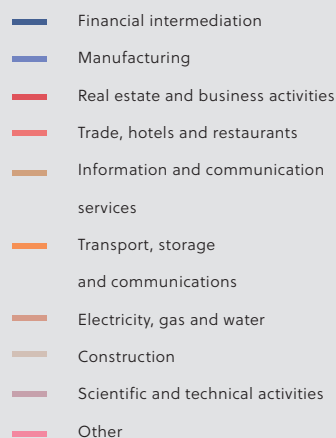 Financial intermediation
Manufacturing
Real estate and business activities
Trade, hotels and restaurants
Information and communication
services
Transport, storage
and communications
Electricity, gas and water
Construction
Scientific and technical activities
Other